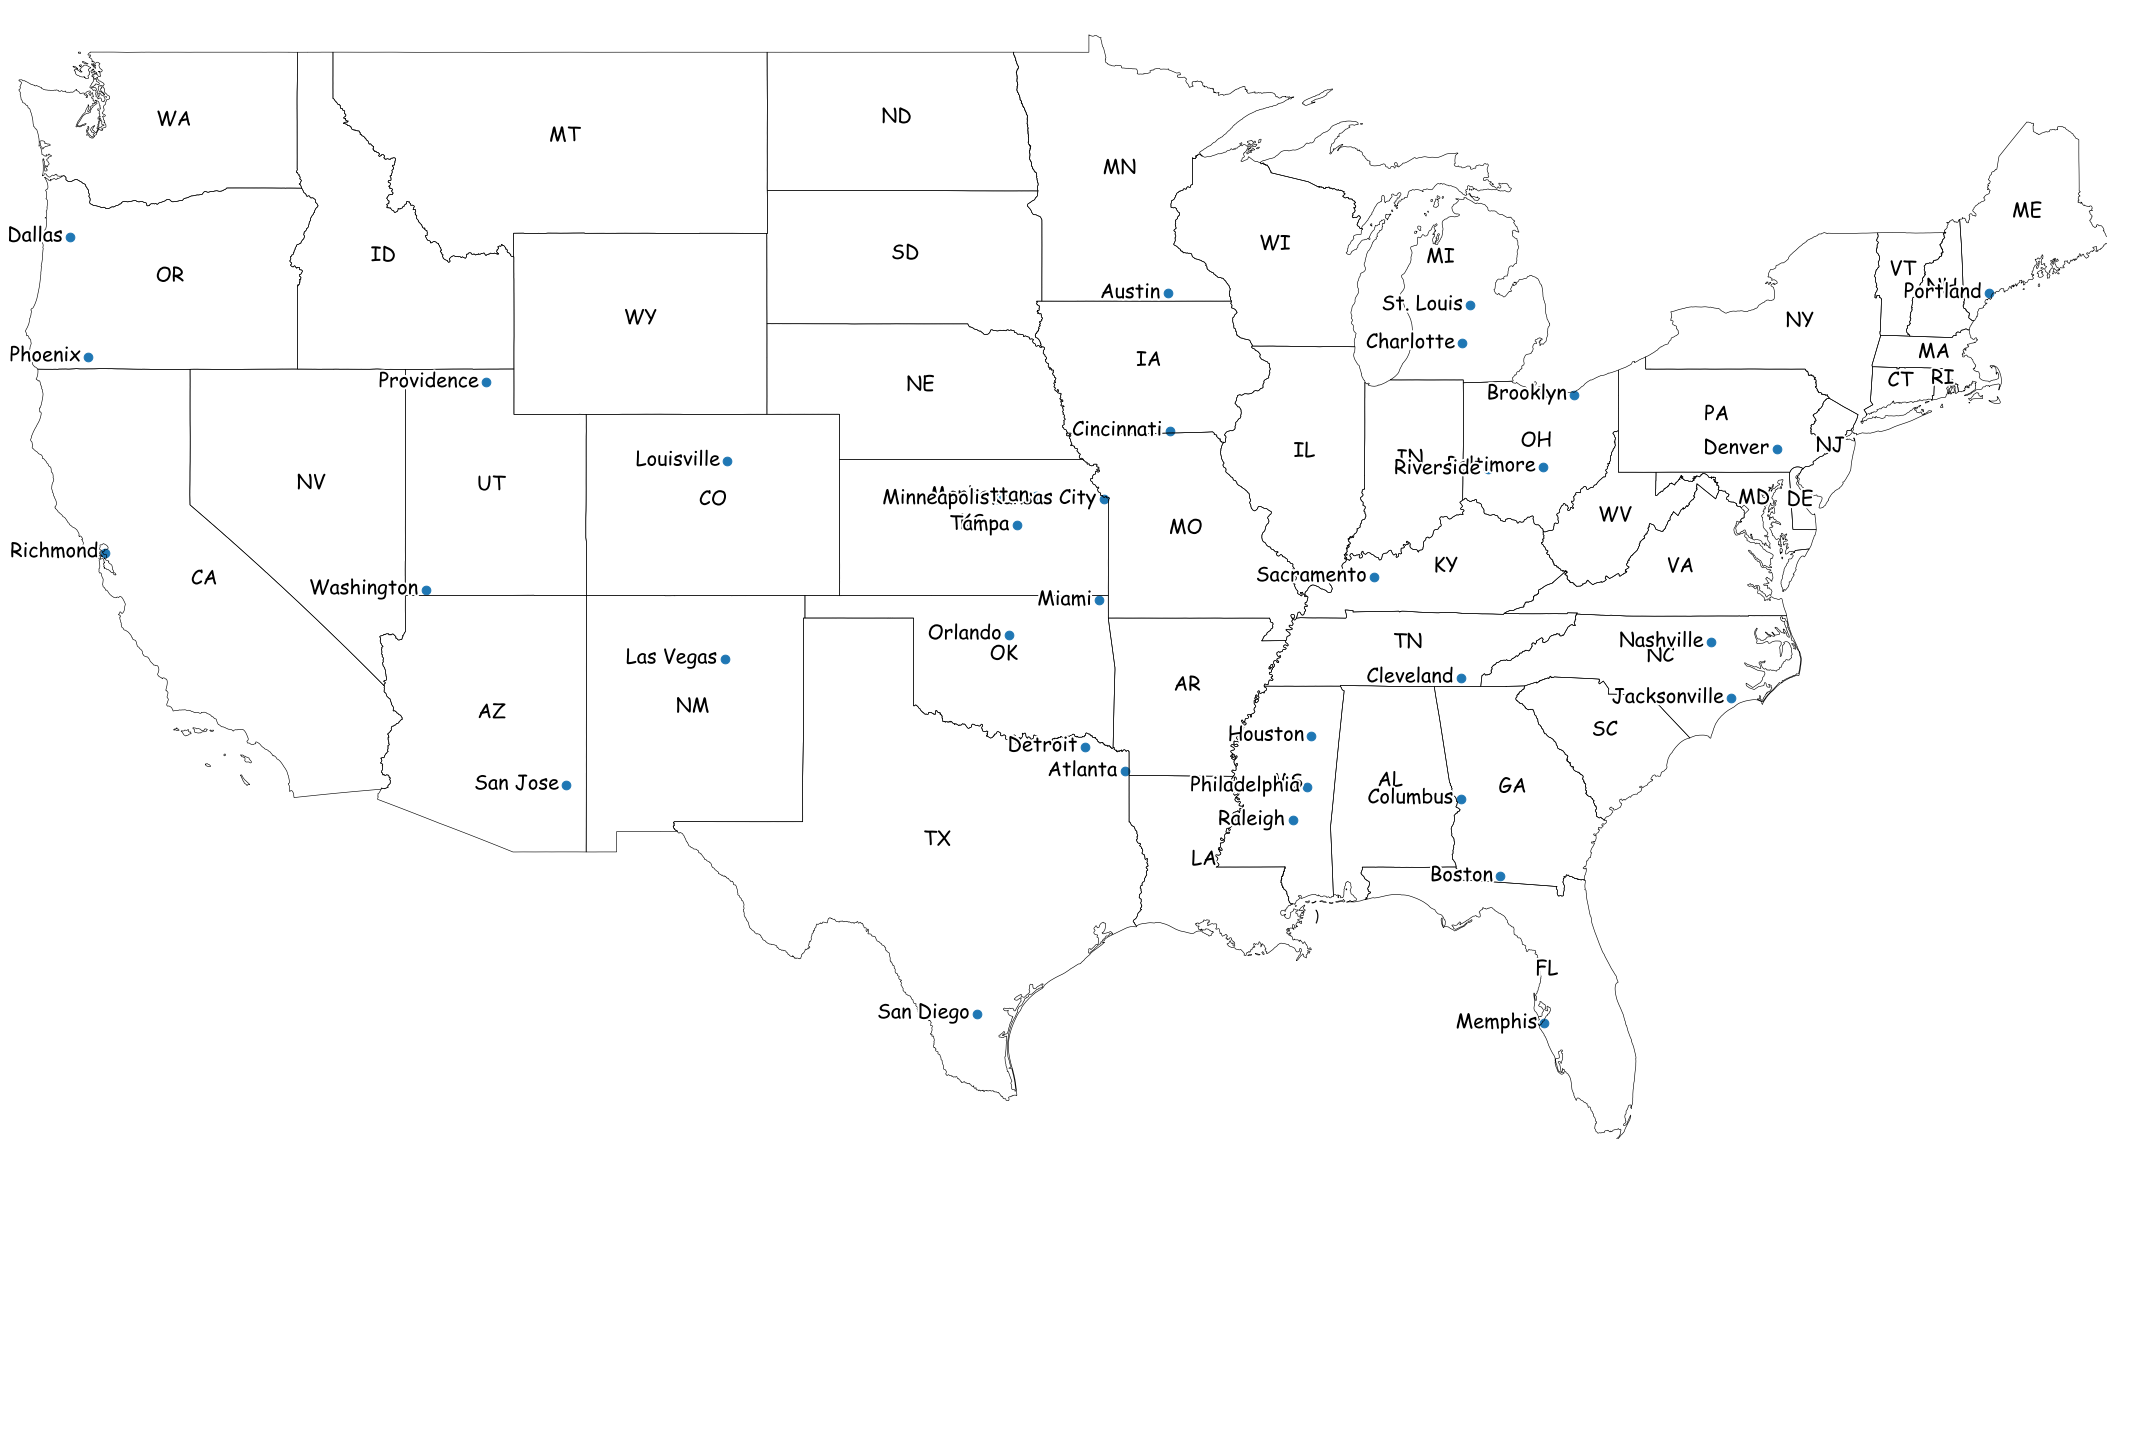 WA
MT
ND
MN
ME
Dallas
OR
ID
SD
WI
MI
VT
Portland
Austin
St. Louis
WY
NY
Phoenix
Charlotte
MA
IA
Providence
NE
Brooklyn
CT
RI
PA
Cincinnati
OH
IL
NJ
Denver
Louisville
Riverside
NV
UT
CO
Minneapolis
City
MD
DE
Tampa
MO
WV
Richmond
CA
Washington
Sacramento
KY
VA
Miami
Orlando
OK
TN
Nashville
NC
Las Vegas
Cleveland
AR
Jacksonville
AZ
NM
SC
Houston
Detroit
Atlanta
San Jose
Philadelphia
AL
Columbus
GA
Raleigh
TX
LA
Boston
FL
San Diego
Memphis